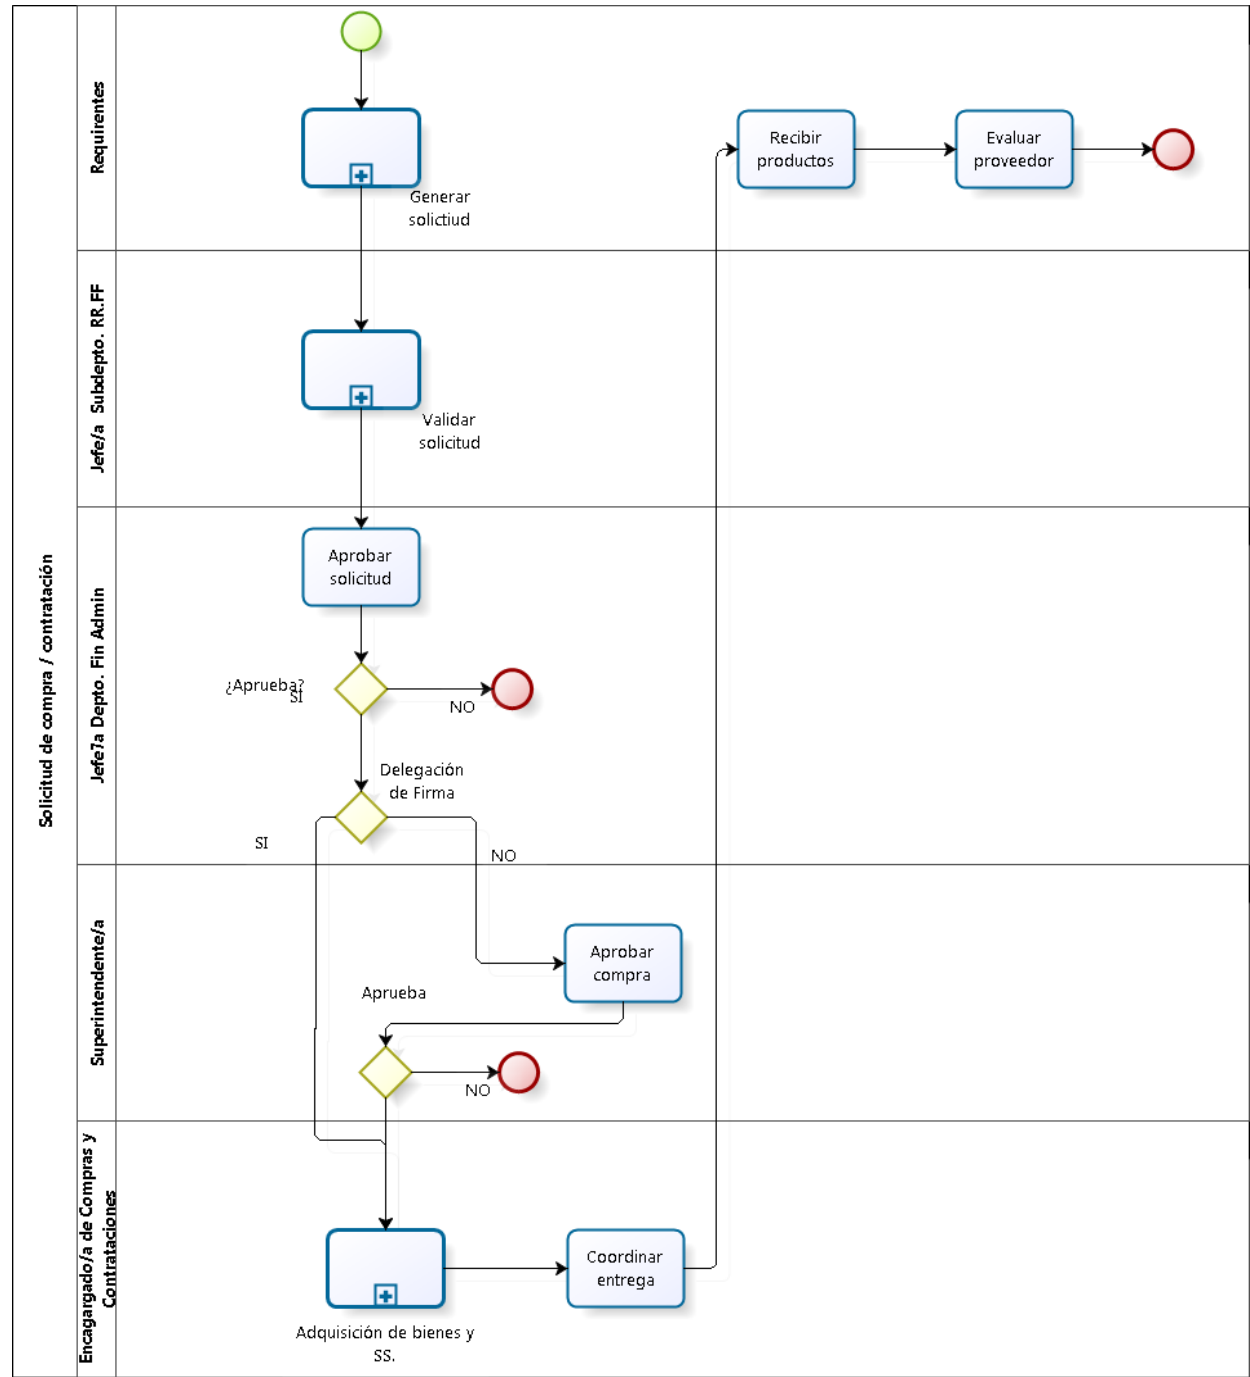 Solicitud de compra / contratación
Requirentes
Generar
solictiud
Recibir
productos
Evaluar
proveedor
Jefe/a Subdepto. RR.FF
Validar
solicitud
Jefe?a Depto. Fin Admin
Aprobar
solicitud
¿Aprueba?
SI
NO
Delegación
de Firma
SI
NO
Superintendente/a
Aprobar
compra
Aprueba
NO
Encagargado/a de Compras y
Contrataciones
Coordinar
entrega
Adquisición de bienes y
SS.